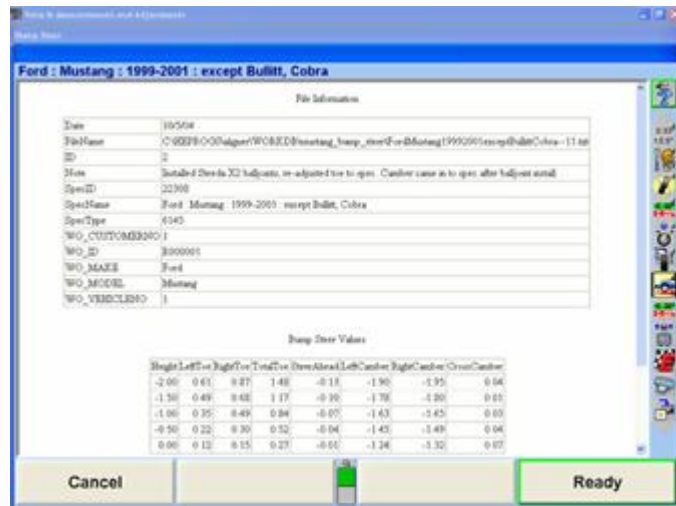 Bump Steer
Ford : Mustang : 1999-2001 : except Bullitt, Cobra
File Information
Date 10/5/04
FileName
ID 2
Note Installed Steeda X2 balljoints, re-adjusted toe to spec. Camber came in to spec after balljoint install.
SpecID 22308
SpecName Ford : Mustang : 1999-2001 : except Bullitt, Cobra
SpecType 6145
WO_CUSTOMERNO 1
WO_ID R000001
WO_MAKE Ford
WO_MODEL Mustang
WO_VEHICLENO 1
Bump Steer Values
Height LeftToe RightToe TotalToe SteerAhead LeftCamber RightCamber CrossCamber
-2.00 0.61 0.87 1.48 -0.13 -1.90 -1.95 0.04
-1.50 0.49 0.68 1.17 -0.10 -1.78 -1.80 0.03
-1.00 0.35 0.49 0.84 -0.07 -1.63 -1.65 0.03
-0.50 0.22 0.30 0.52 -0.04 -1.45 -1.49 0.04
0.00 0.12 0.15 0.27 -0.01 -1.24 -1.32 0.07
Cancel
Ready